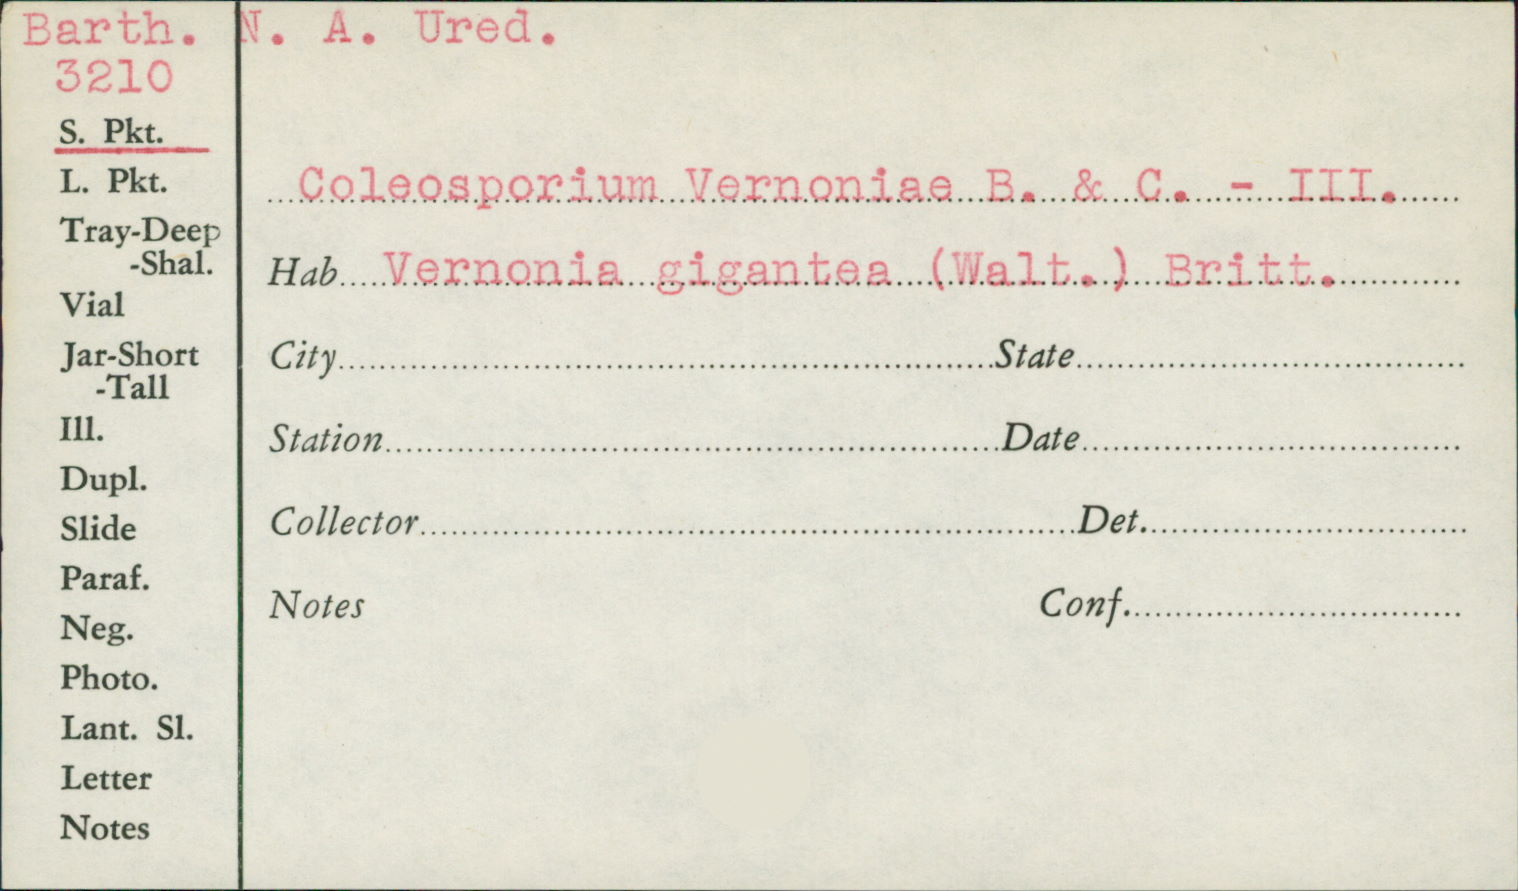 Barth. N. A. Ured.
3210
S. Pkt.
L. Pkt.
Tray-Deep
-Shal.
Vial
Jar-Short
-Tall
Ill.
Dupl.
Slide
Paraf.
Neg.
Photo.
Lant. Sl.
Letter
Notes
Coleosporium Vernoniae B. & C. - III.
Hab Vernonia gigantea (Walt.) Britt.
City State
Station Date
Collector Det.
Notes Conf.